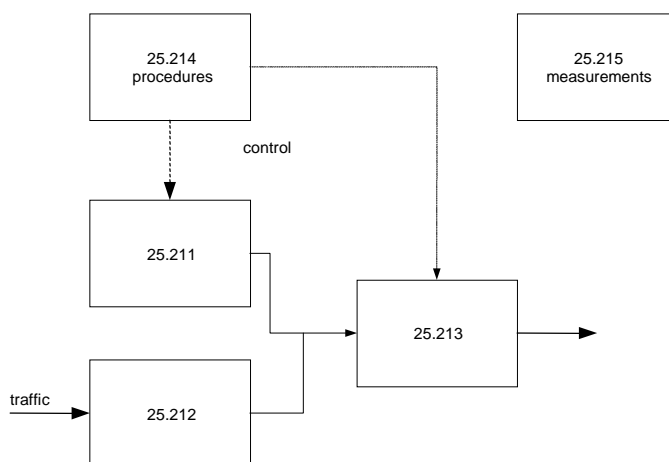 25.214
procedures
25.215
measurements
control
25.211
25.213
traffic
25.212